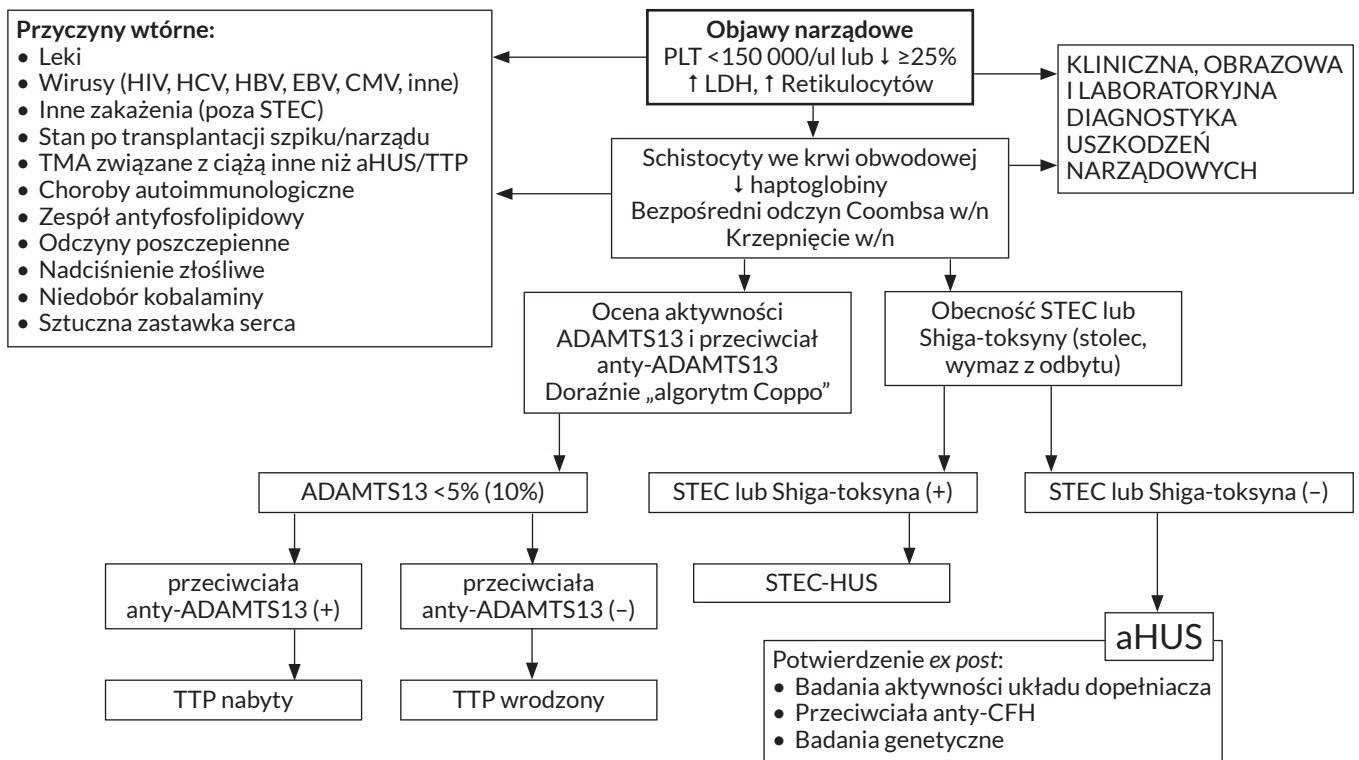 Przyczyny wtórne:
• Leki
• Wirusy (HIV, HCV, HBV, EBV, CMV, inne)
• Inne zakażenia (poza STEC)
• Stan po transplantacji szpiku/narządu
• TMA związane z ciążą inne niż aHUS/TTP
• Choroby autoimmunologiczne
• Zespół antyfosfolipidowy
• Odczyny poszczepienne
• Nadciśnienie złośliwe
• Niedobór kobalaminy
• Sztuczna zastawka serca
Objawy narządowe
PLT <150 000/ul lub ↓ ≥25%
↑ LDH, ↑ Retikulocytów
KLINICZNA, OBRAZOWA
I LABORATORYJNA
DIAGNOSTYKA
USZKODZEŃ
NARZĄDOWYCH
Schistocyty we krwi obwodowej
↓ haptoglobiny
Bezpośredni odczyn Coombsa w/n
Krzepnięcie w/n
Ocena aktywności
ADAMTS13 i przeciwciał
anty-ADAMTS13
Doraźnie „algorytm Coppo”
Obecność STEC lub
Shiga-toksyny (stolec,
wymaz z odbytu)
ADAMTS13 <5% (10%)
STEC lub Shiga-toksyna (+)
STEC lub Shiga-toksyna (–)
przeciwciała
anty-ADAMTS13 (+)
przeciwciała
anty-ADAMTS13 (–)
STEC-HUS
TTP nabyty
TTP wrodzony
aHUS
Potwierdzenie ex post:
• Badania aktywności układu dopełniacza
• Przeciwciała anty-CFH
• Badania genetyczne